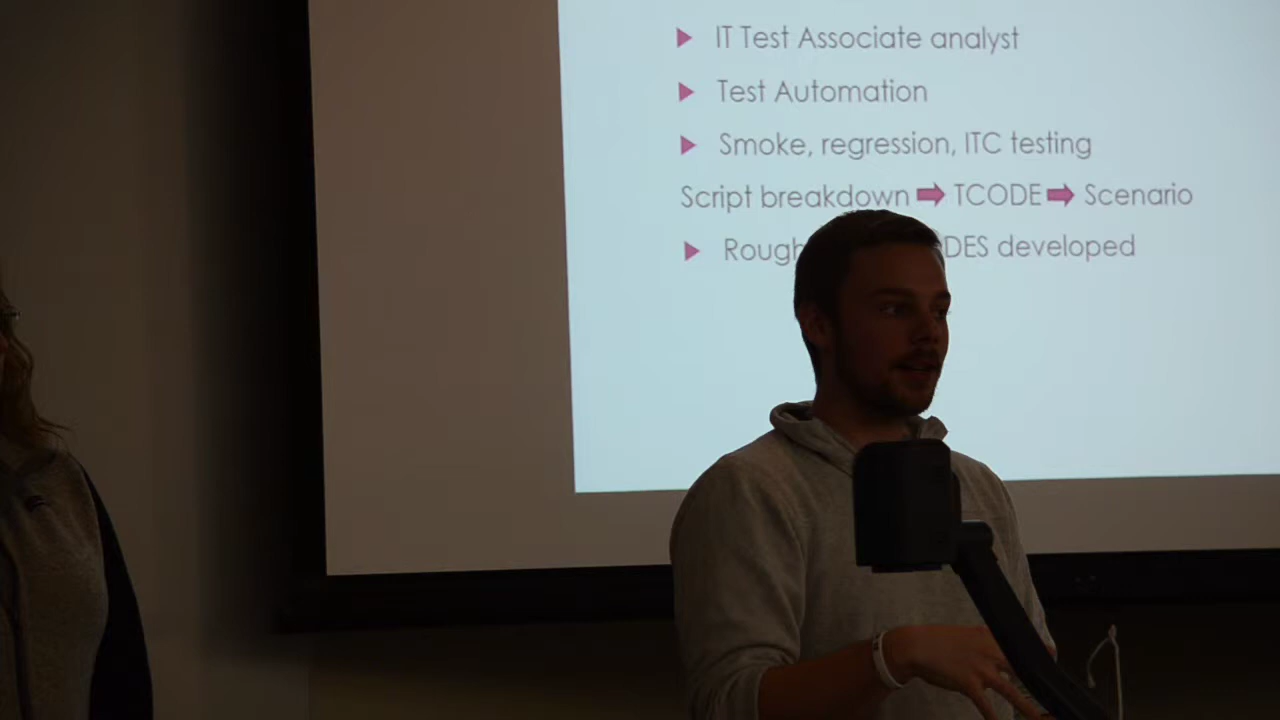 IT Test Associate analyst
Test Automation
Smoke, regression, ITC testing
Script breakdown TCODE Scenario
Rough DES developed